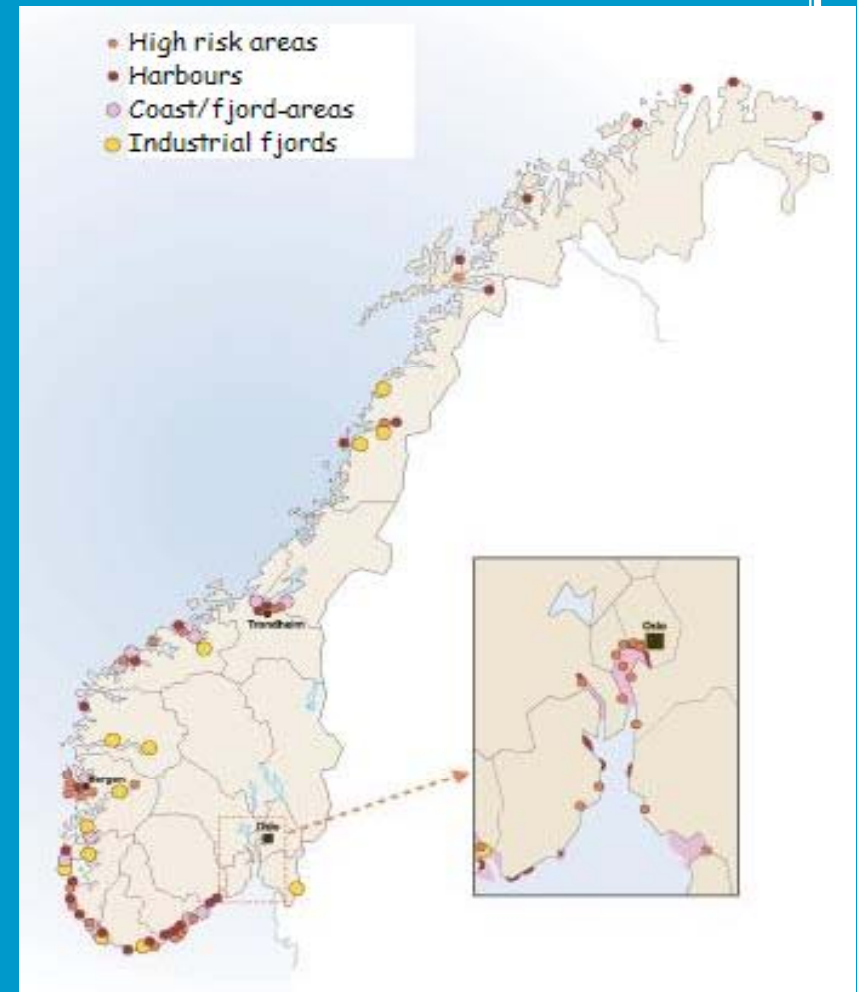 High risk areas
Harbours
Coast/fjord-areas
Industrial fjords
Trondheim
Bergen
Oslo
Oslo